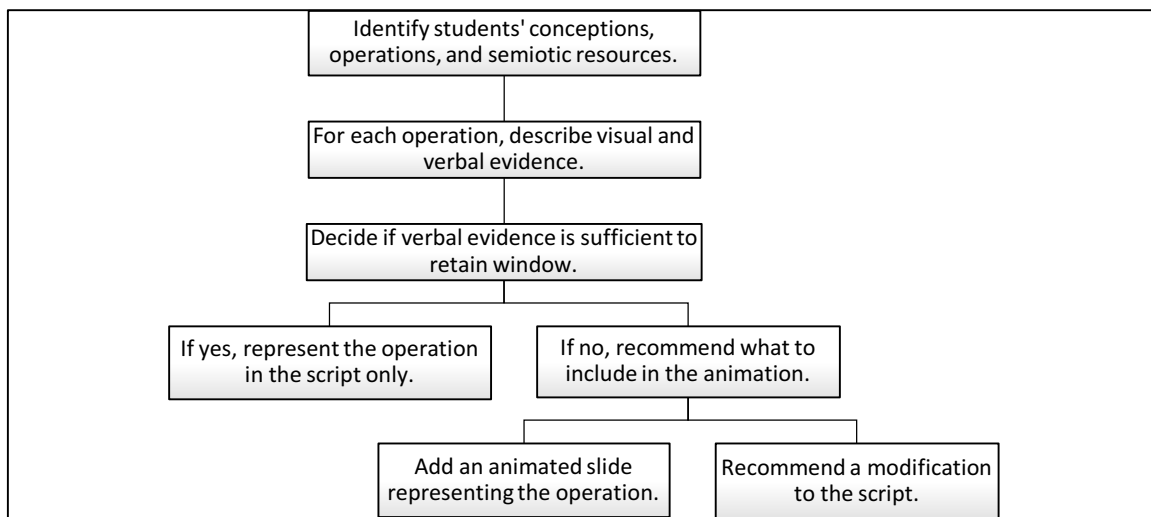 Identify students' conceptions,
operations, and semiotic resources.
For each operation, describe visual and
verbal evidence.
Decide if verbal evidence is sufficient to
retain window.
If yes, represent the operation
in the script only.
If no, recommend what to
include in the animation.
Add an animated slide
representing the operation.
Recommend a modification
to the script.